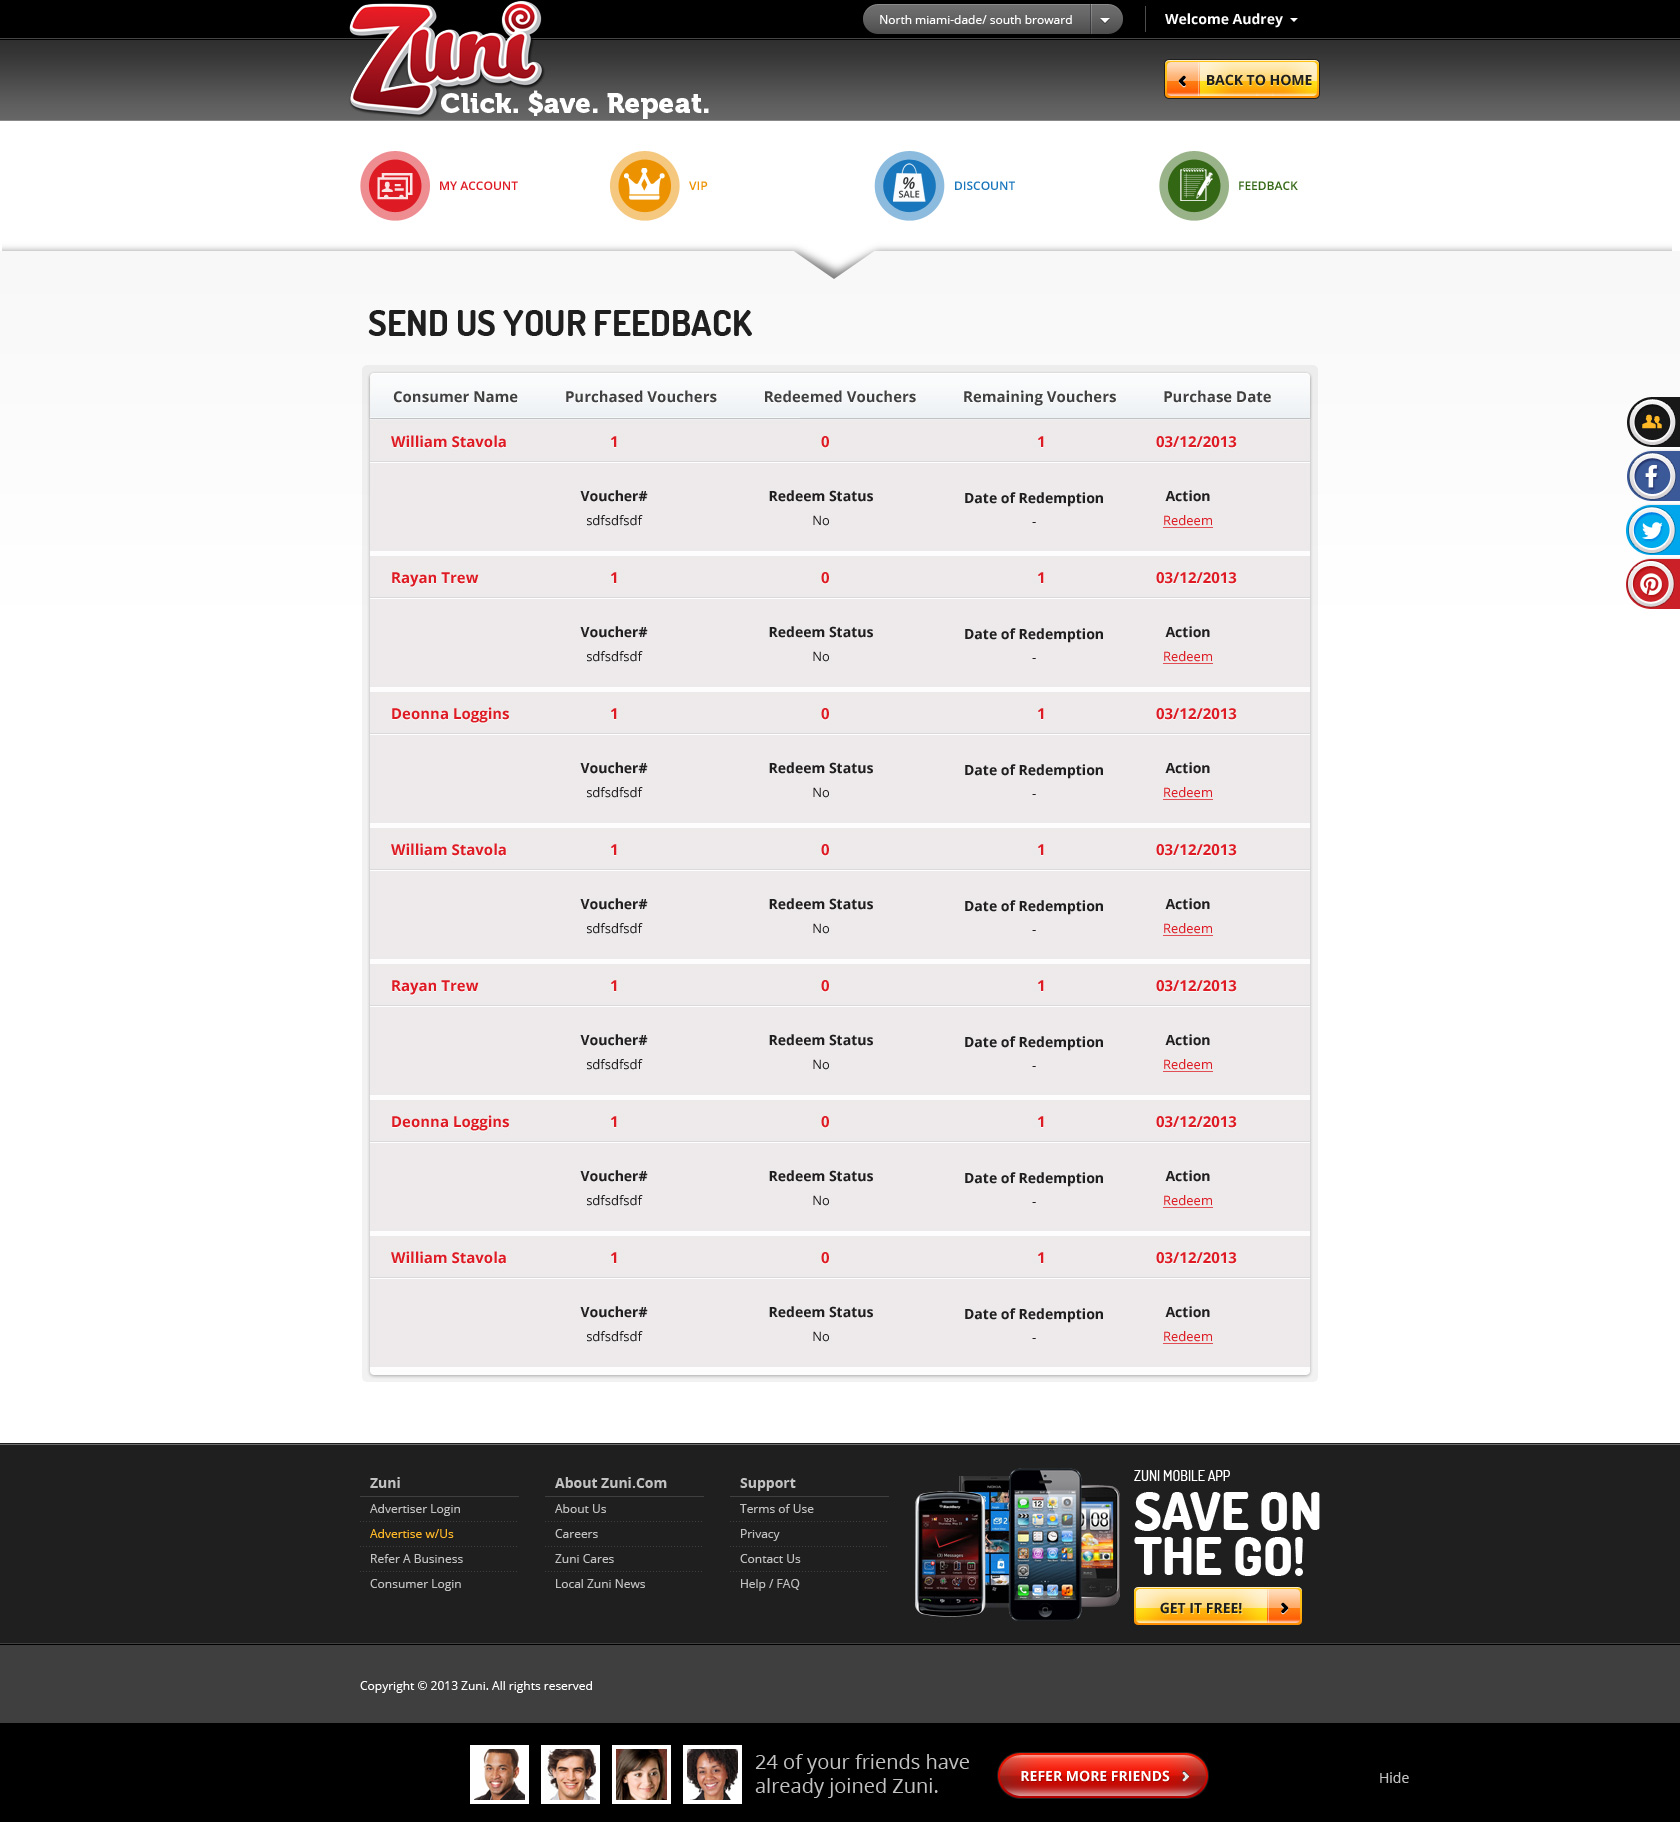 Zuni
Click. $ave. Repeat.
North miami-dade/ south broward
Welcome Audrey
BACK TO HOME
MY ACCOUNT
VIP
% SALE
DISCOUNT
FEEDBACK
SEND US YOUR FEEDBACK
Consumer Name Purchased Vouchers Redeemed Vouchers Remaining Vouchers Purchase Date
William Stavola 1 0 1 03/12/2013
Voucher# Redeem Status Date of Redemption Action
sdfsdfsdf No - Redeem
Rayan Trew 1 0 1 03/12/2013
Voucher# Redeem Status Date of Redemption Action
sdfsdfsdf No - Redeem
Deonna Loggins 1 0 1 03/12/2013
Voucher# Redeem Status Date of Redemption Action
sdfsdfsdf No - Redeem
William Stavola 1 0 1 03/12/2013
Voucher# Redeem Status Date of Redemption Action
sdfsdfsdf No - Redeem
Rayan Trew 1 0 1 03/12/2013
Voucher# Redeem Status Date of Redemption Action
sdfsdfsdf No - Redeem
Deonna Loggins 1 0 1 03/12/2013
Voucher# Redeem Status Date of Redemption Action
sdfsdfsdf No - Redeem
William Stavola 1 0 1 03/12/2013
Voucher# Redeem Status Date of Redemption Action
sdfsdfsdf No - Redeem
Zuni
Advertiser Login
Advertise w/Us
Refer A Business
Consumer Login
About Zuni.Com
About Us
Careers
Zuni Cares
Local Zuni News
Support
Terms of Use
Privacy
Contact Us
Help / FAQ
ZUNI MOBILE APP
SAVE ON
THE GO!
GET IT FREE!
Copyright © 2013 Zuni. All rights reserved
24 of your friends have
already joined Zuni.
REFER MORE FRIENDS
Hide